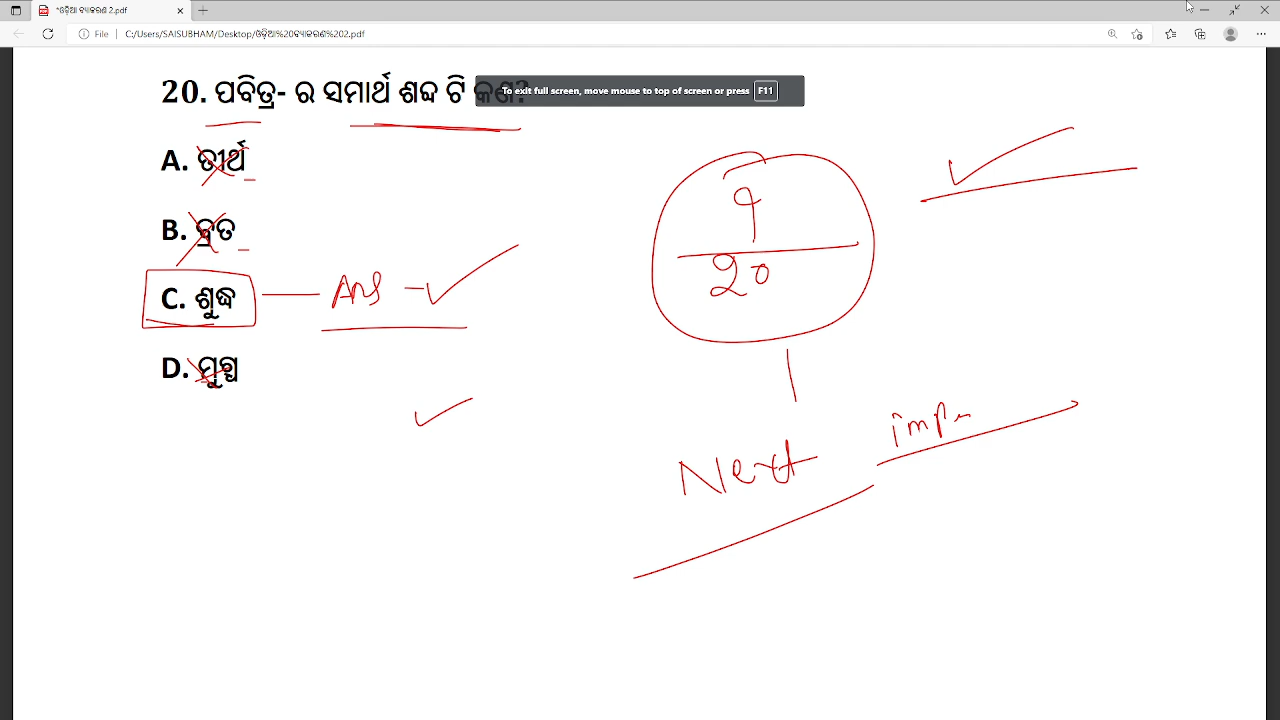 ଓଡ଼ିଆ ବ୍ୟାକରଣ 2.pdf
File C:/Users/SAISUBHAM/Desktop/ଓଡ଼ିଆ%20ବ୍ୟାକରଣ%202.pdf
20. ପବିତ୍ର- ର ସମାର୍ଥ ଶବ୍ଦ ଟି କଣ?
To exit full screen, move mouse to top of screen or press F11
A. ତୀର୍ଥ
B. ବ୍ରତ
C. ଶୁଦ୍ଧ
Ans
D. ମୁଗ୍ଧ
9
20
Next
imp